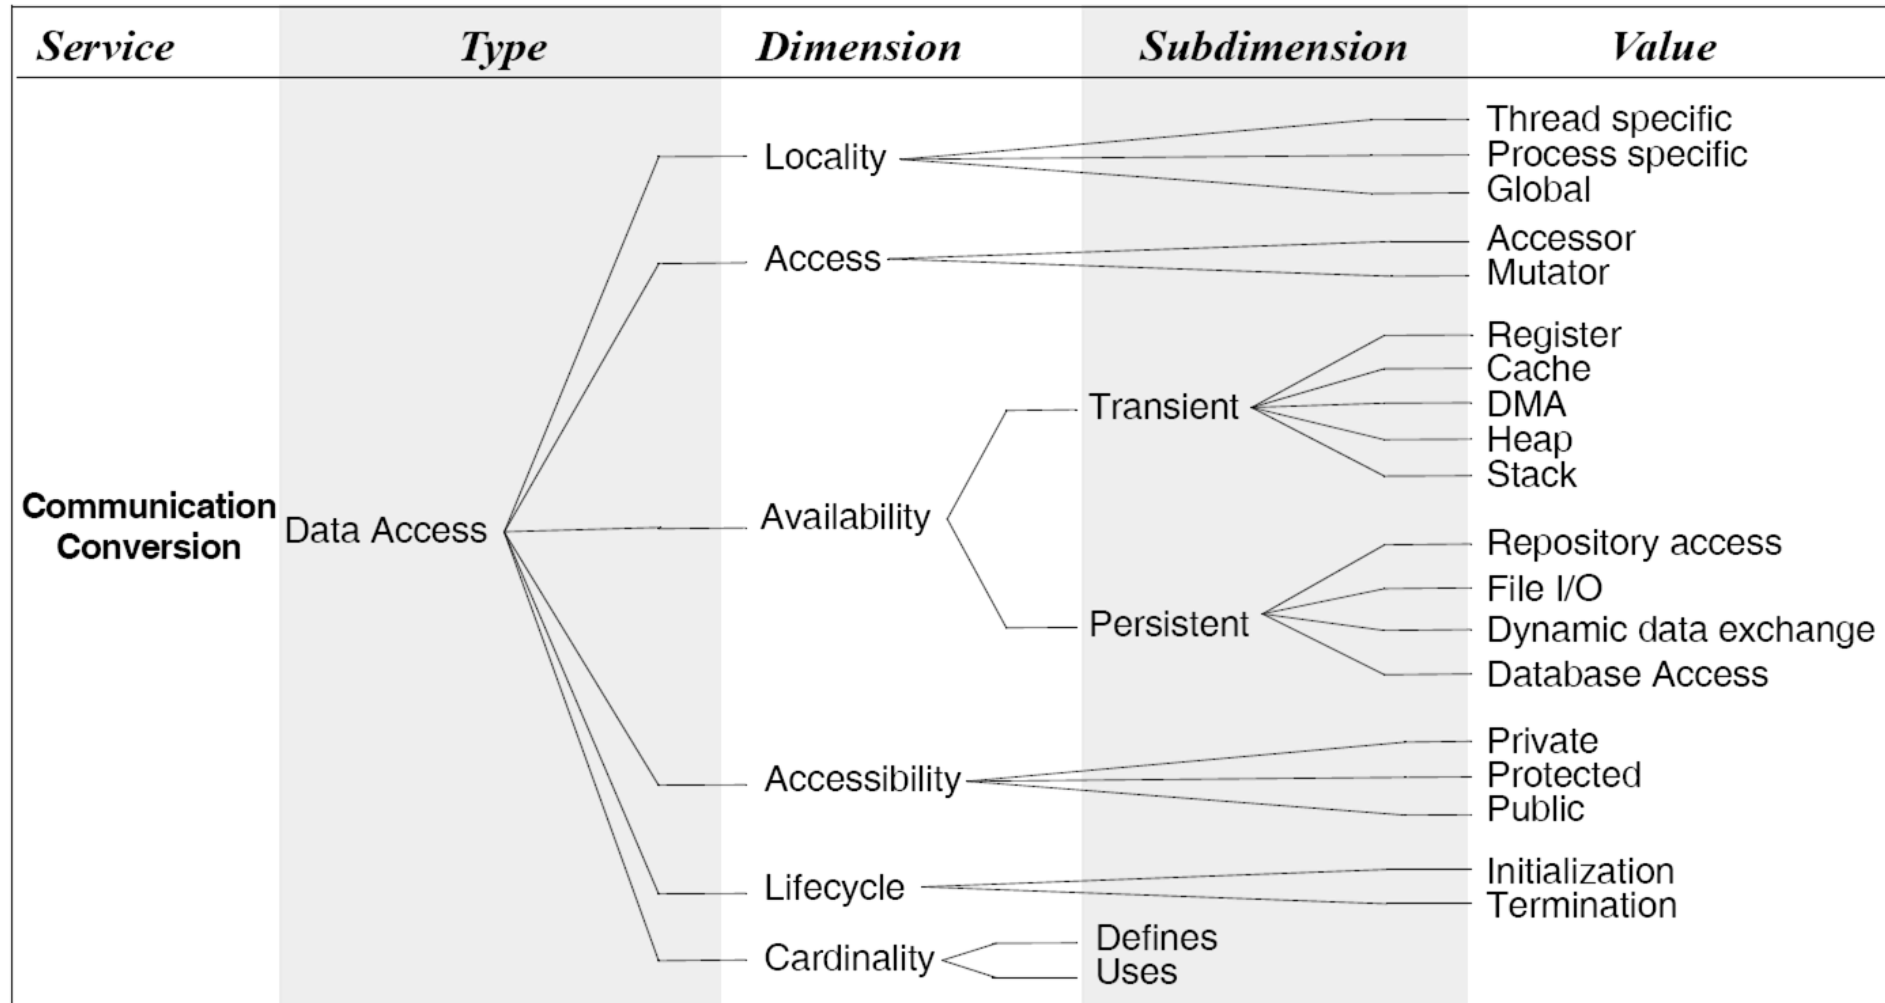 Service Type Dimension Subdimension Value
Locality
Thread specific
Process specific
Global
Access
Accessor
Mutator
Availability
Transient
Register
Cache
DMA
Heap
Stack
Communication
Conversion
Data Access
Persistent
Repository access
File I/O
Dynamic data exchange
Database Access
Accessibility
Private
Protected
Public
Lifecycle
Initialization
Termination
Cardinality
Defines
Uses